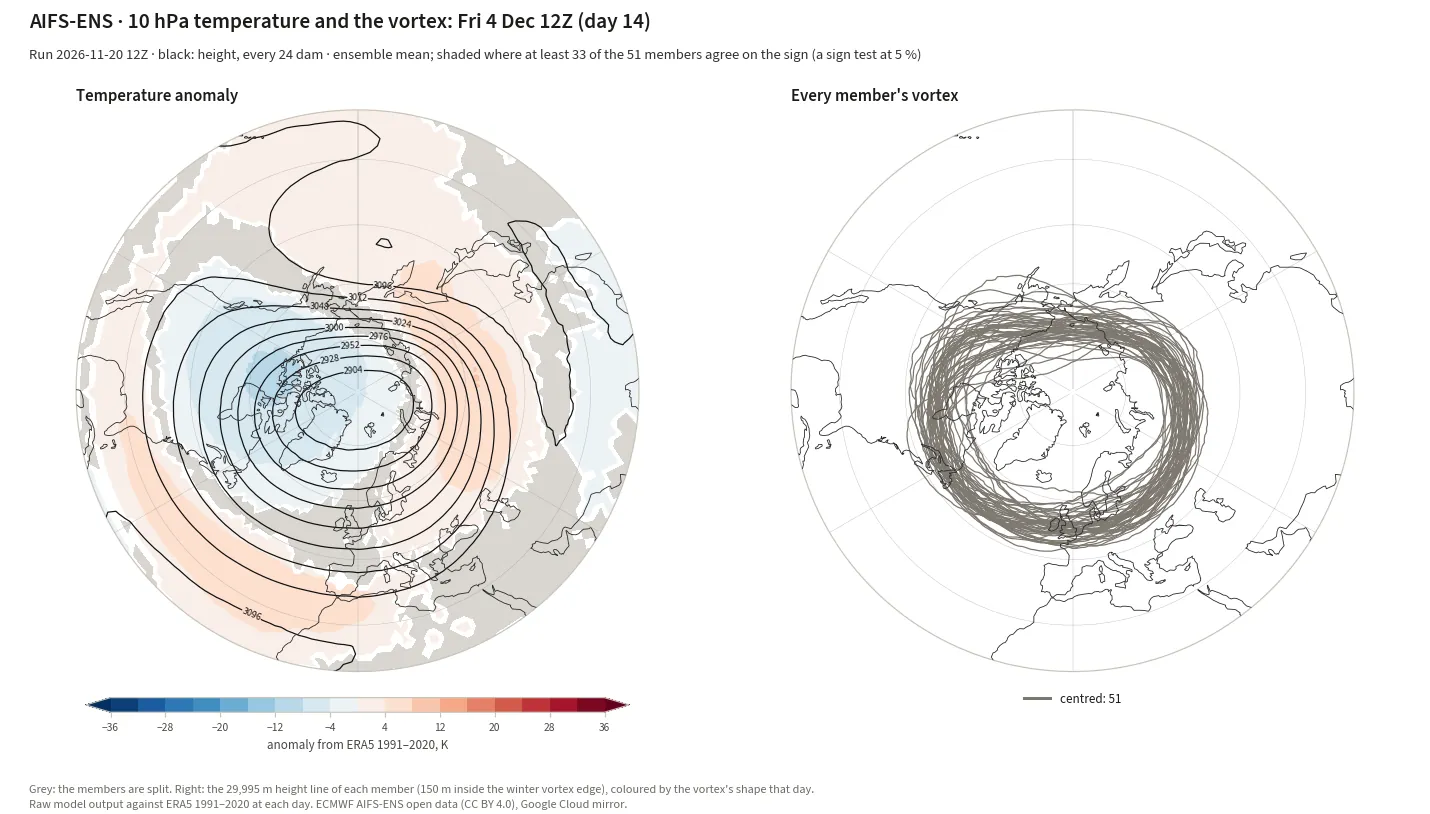 AIFS-ENS · 10 hPa temperature and the vortex: Fri 4 Dec 12Z (day 14)
Run 2026-11-20 12Z · black: height, every 24 dam · ensemble mean; shaded where at least 33 of the 51 members agree on the sign (a sign test at 5 %)
Temperature anomaly
Every member's vortex
3096
3072
3048
3024
3000
2976
2952
2928
2904
3096
centred: 51
−36 −28 −20 −12 −4 4 12 20 28 36
anomaly from ERA5 1991–2020, K
Grey: the members are split. Right: the 29,995 m height line of each member (150 m inside the winter vortex edge), coloured by the vortex's shape that day.
Raw model output against ERA5 1991–2020 at each day. ECMWF AIFS-ENS open data (CC BY 4.0), Google Cloud mirror.